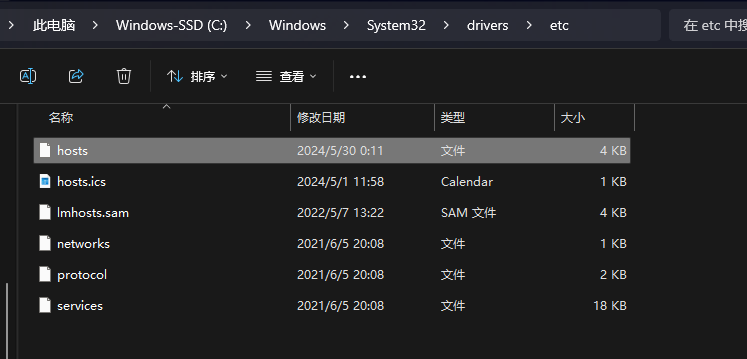 此电脑 Windows-SSD (C:) Windows System32 drivers etc 在 etc 中搜
排序 查看
名称 修改日期 类型 大小
hosts 2024/5/30 0:11 文件 4 KB
hosts.ics 2024/5/1 11:58 Calendar 1 KB
lmhosts.sam 2022/5/7 13:22 SAM 文件 4 KB
networks 2021/6/5 20:08 文件 1 KB
protocol 2021/6/5 20:08 文件 2 KB
services 2021/6/5 20:08 文件 18 KB